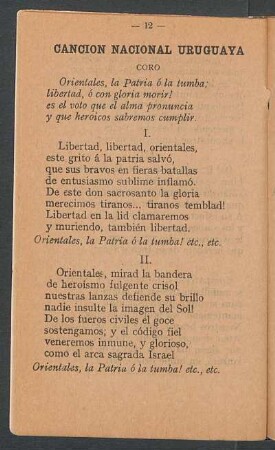 — 12 —
CANCION NACIONAL URUGUAYA
CORO
Orientales, la Patria ó la tumba;
libertad, ó con gloria morir!
es el voto que el alma pronuncia
y que heroicos sabremos cumplir.
I.
Libertad, libertad, orientales,
este grito á la patria salvó,
que sus bravos en fieras batallas
de entusiasmo sublime inflamó.
De este don sacrosanto la gloria
merecimos tiranos... tiranos temblad!
Libertad en la lid clamaremos
y muriendo, también libertad.
Orientales, la Patria ó la tumba! etc., etc.
II.
Orientales, mirad la bandera
de heroismo fulgente crisol
nuestras lanzas defiende su brillo
nadie insulte la imagen del Sol!
De los fueros civiles él goce
sostengamos; y el código fiel
veneremos inmune, y glorioso,
como el arca sagrada Israel
Orientales, la Patria ó la tumba! etc., etc.